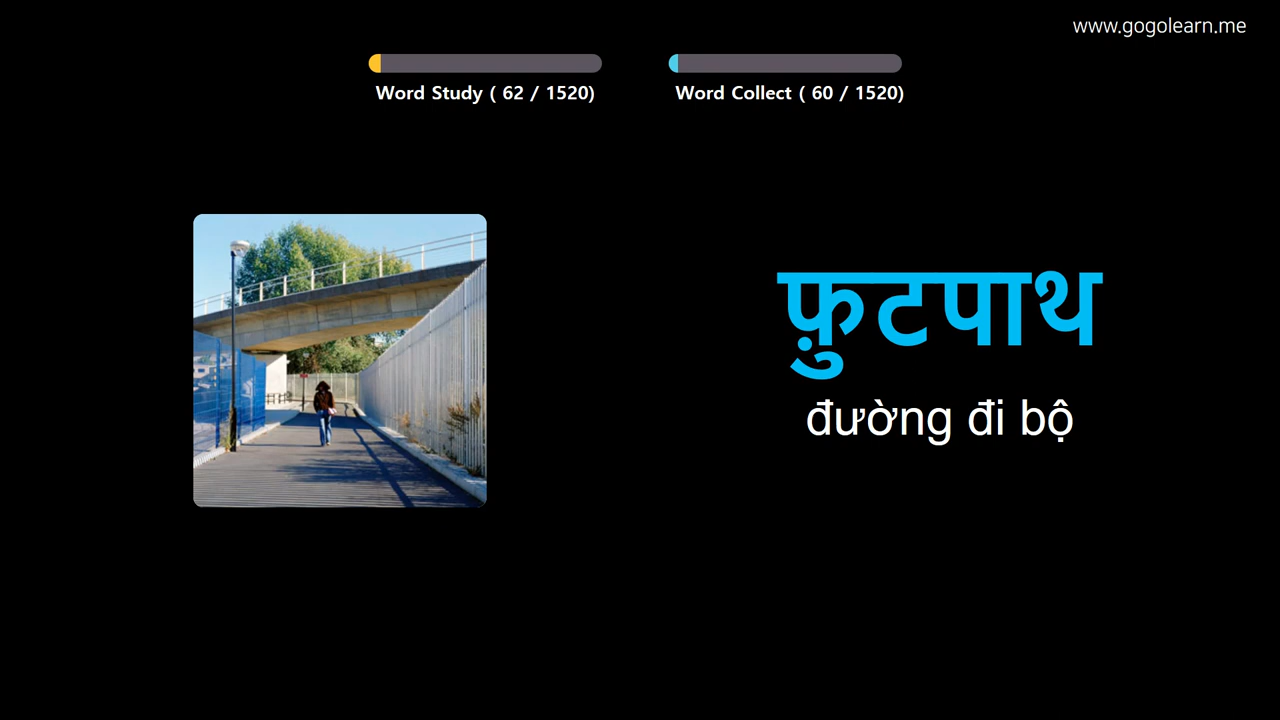 www.gogolearn.me
Word Study ( 62 / 1520)
Word Collect ( 60 / 1520)
फ़ुटपाथ
đường đi bộ